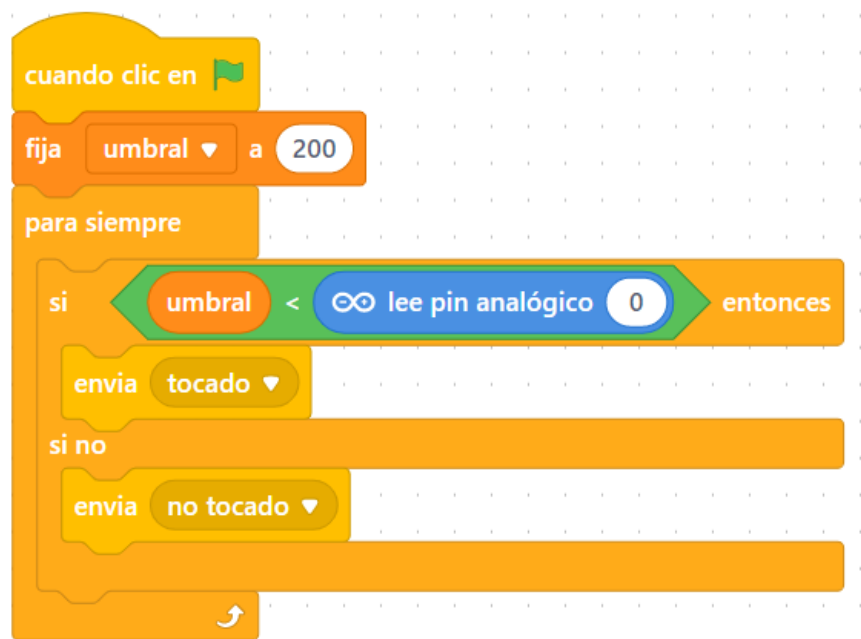 cuando clic en
fija umbral a 200
para siempre
si umbral < lee pin analógico 0 entonces
envia tocado
si no
envia no tocado